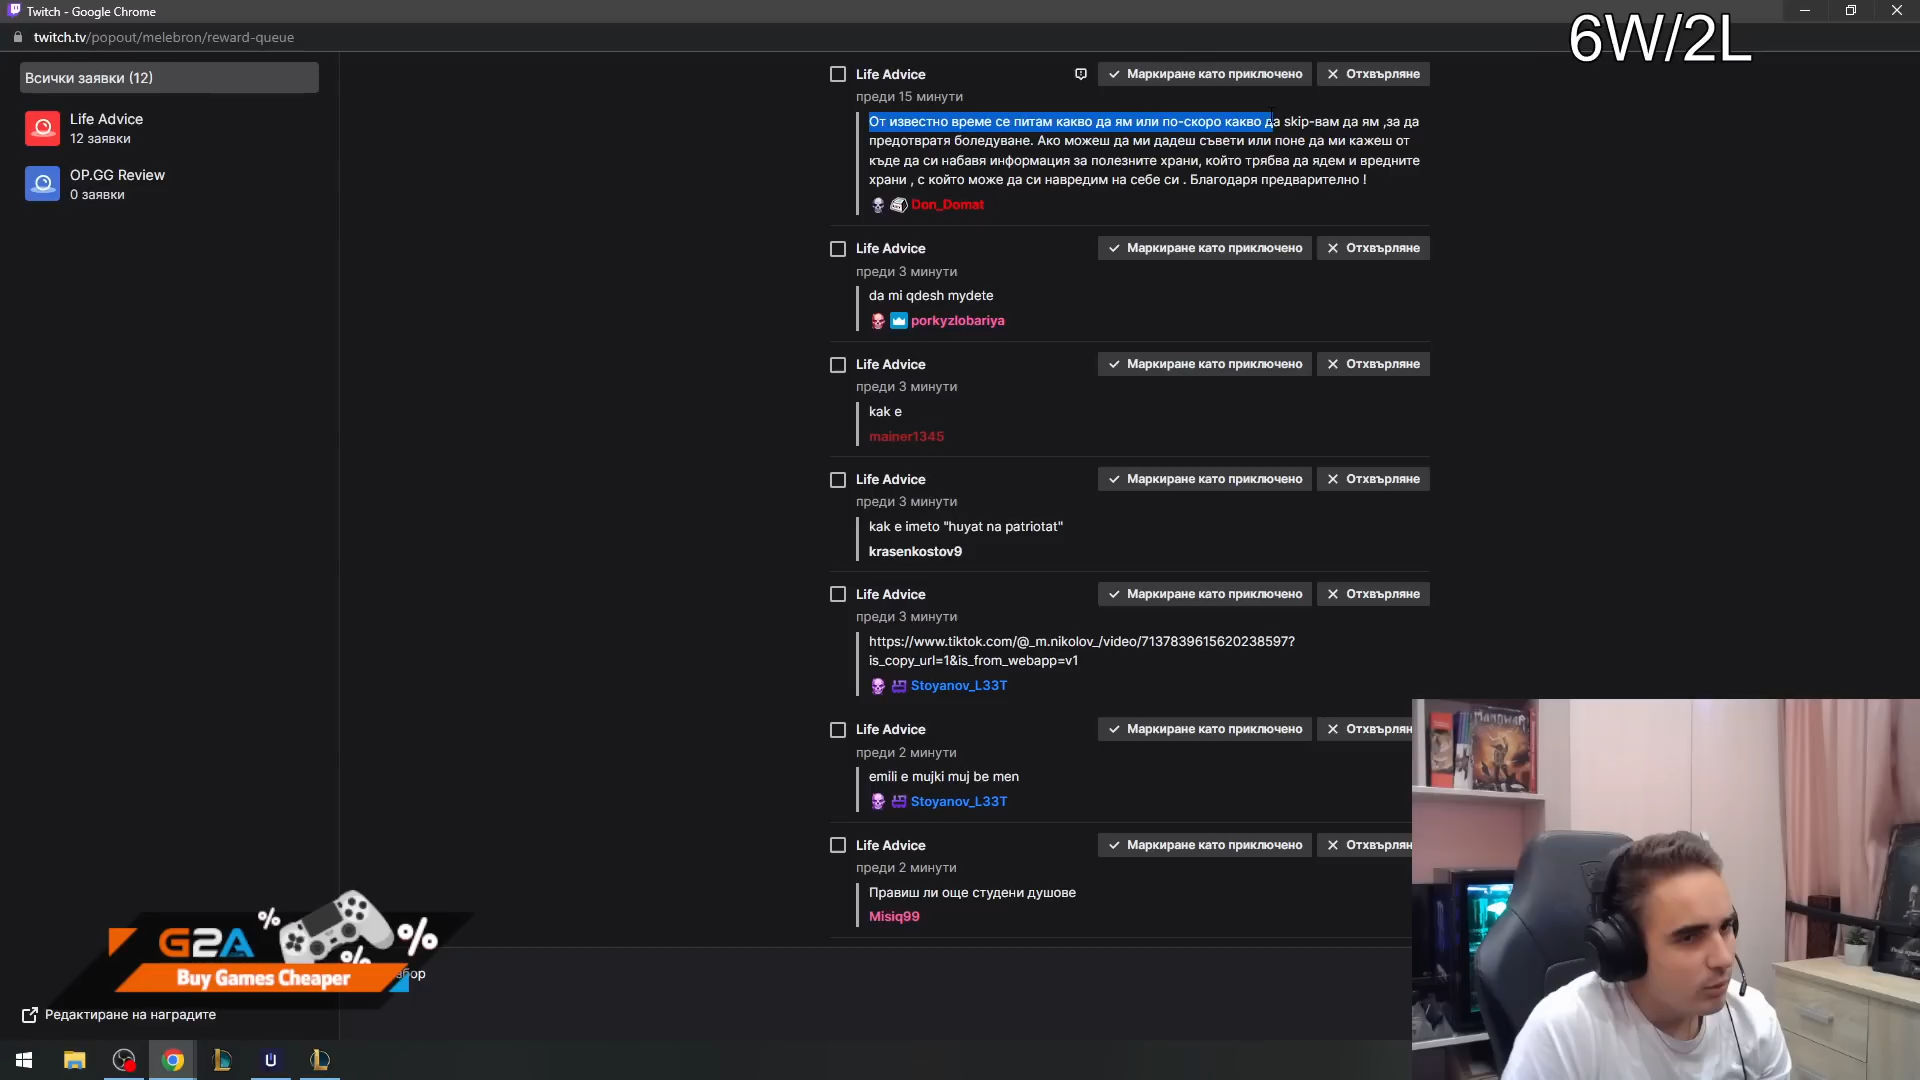 Twitch - Google Chrome
6W/2L
twitch.tv/popout/melebron/reward-queue
Всички заявки (12)
Life Advice
12 заявки
OP.GG Review
0 заявки
Life Advice
Маркиране като приключено
Отхвърляне
преди 15 минути
От известно време се питам какво да ям или по-скоро какво да skip-вам да ям ,за да
предотвратя боледуване. Ако можеш да ми дадеш съвети или поне да ми кажеш от
къде да си набавя информация за полезните храни, който трябва да ядем и вредните
храни , с който може да си навредим на себе си . Благодаря предварително !
Don_Domat
Life Advice
Маркиране като приключено
Отхвърляне
преди 3 минути
da mi qdesh mydete
porkyzlobariya
Life Advice
Маркиране като приключено
Отхвърляне
преди 3 минути
kak e
mainer1345
Life Advice
Маркиране като приключено
Отхвърляне
преди 3 минути
kak e imeto "huyat na patriotat"
krasenkostov9
Life Advice
Маркиране като приключено
Отхвърляне
преди 3 минути
https://www.tiktok.com/@_m.nikolov_/video/7137839615620238597?
is_copy_url=1&is_from_webapp=v1
Stoyanov_L33T
Life Advice
Маркиране като приключено
Отхвърлян
преди 2 минути
emili e mujki muj be men
Stoyanov_L33T
Life Advice
Маркиране като приключено
Отхвърлян
преди 2 минути
Правиш ли още студени душове
Misiq99
G2A
% % %
Buy Games Cheaper
збор
Редактиране на наградите
MANOWAR